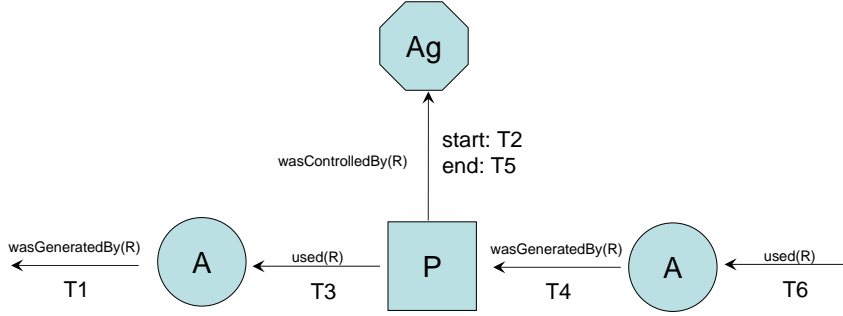 Ag
start: T2
wasControlledBy(R)
end: T5
wasGeneratedBy(R)
A
used(R)
P
wasGeneratedBy(R)
A
used(R)
T1
T3
T4
T6